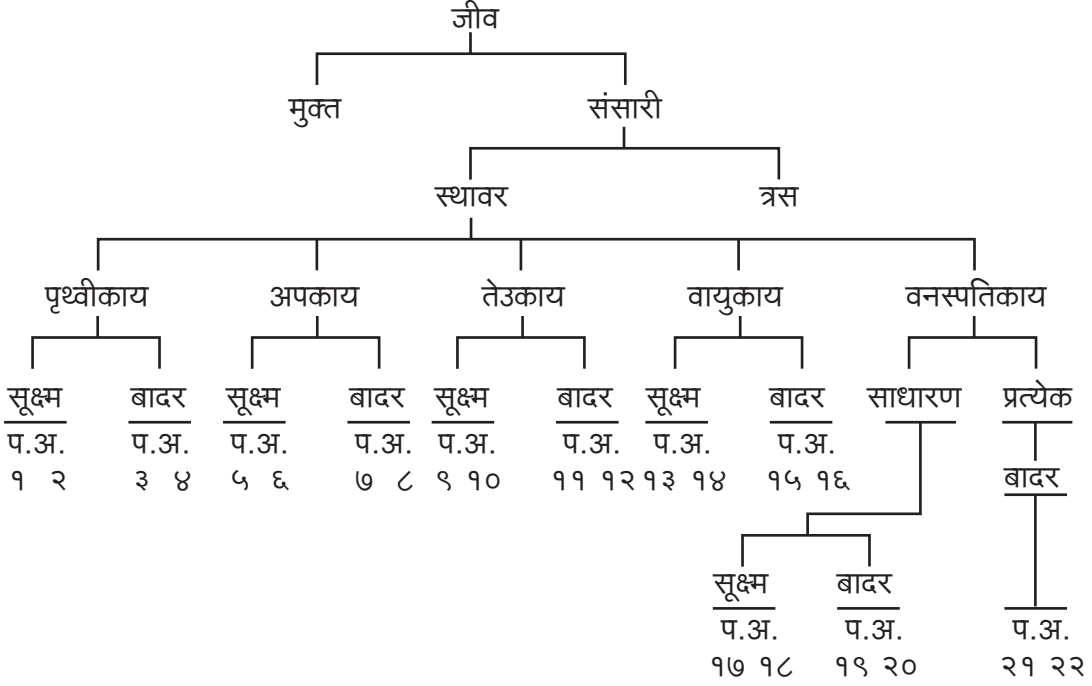 जीव
मुक्त संसारी
स्थावर त्रस
पृथ्वीकाय अपकाय तेउकाय वायुकाय वनस्पतिकाय
सूक्ष्म बादर सूक्ष्म बादर सूक्ष्म बादर सूक्ष्म बादर साधारण प्रत्येक
प.अ. प.अ. प.अ. प.अ. प.अ. प.अ. प.अ. प.अ.
१ २ ३ ४ ५ ६ ७ ८ ९ १० ११ १२ १३ १४ १५ १६
बादर
सूक्ष्म बादर
प.अ. प.अ. प.अ.
१७ १८ १९ २० २१ २२